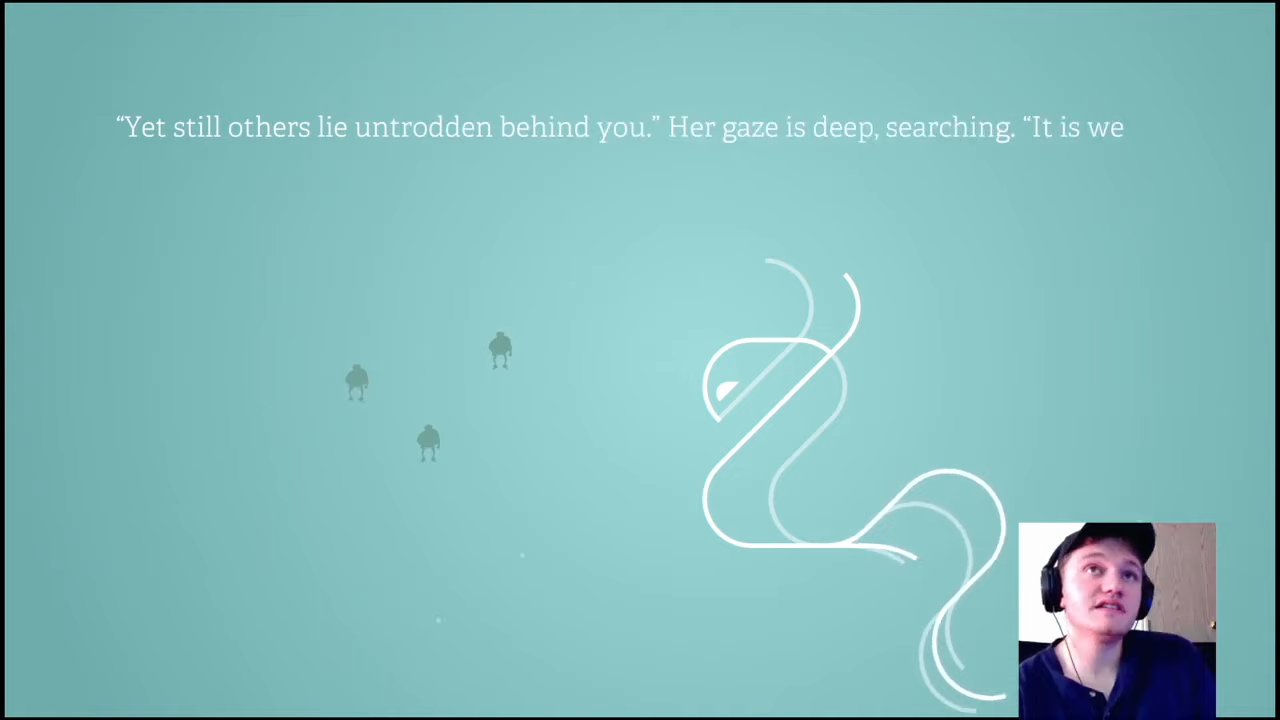 “Yet still others lie untrodden behind you.” Her gaze is deep, searching. “It is we